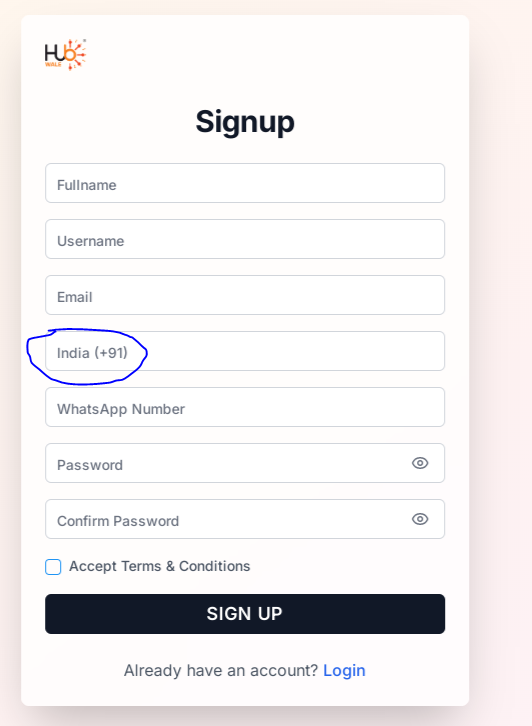 Hub
WALE
Signup
Fullname
Username
Email
India (+91)
WhatsApp Number
Password
Confirm Password
Accept Terms & Conditions
SIGN UP
Already have an account? Login